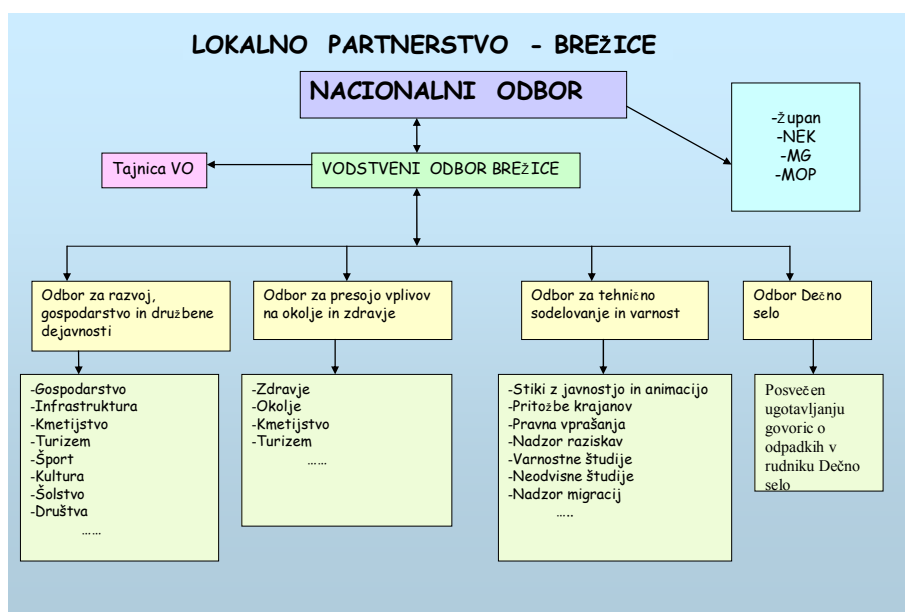 LOKALNO PARTNERSTVO - BREŽICE
NACIONALNI ODBOR
-Župan
-NEK
-MG
-MOP
Tajnica VO
VODSTVENI ODBOR BREŽICE
Odbor za razvoj,
gospodarstvo in družbene
dejavnosti
Odbor za presojo vplivov
na okolje in zdravje
Odbor za tehnično
sodelovanje in varnost
Odbor Dečno
selo
-Gospodarstvo
-Infrastruktura
-Kmetijstvo
-Turizem
-Šport
-Kultura
-Šolstvo
-Društva
……
-Zdravje
-Okolje
-Kmetijstvo
-Turizem
……
-Stiki z javnostjo in animacijo
-Pritožbe krajanov
-Pravna vprašanja
-Nadzor raziskav
-Varnostne študije
-Neodvisne študije
-Nadzor migracij
…..
Posvečen
ugotavljanju
govoric o
odpadkih v
rudniku Dečno
selo